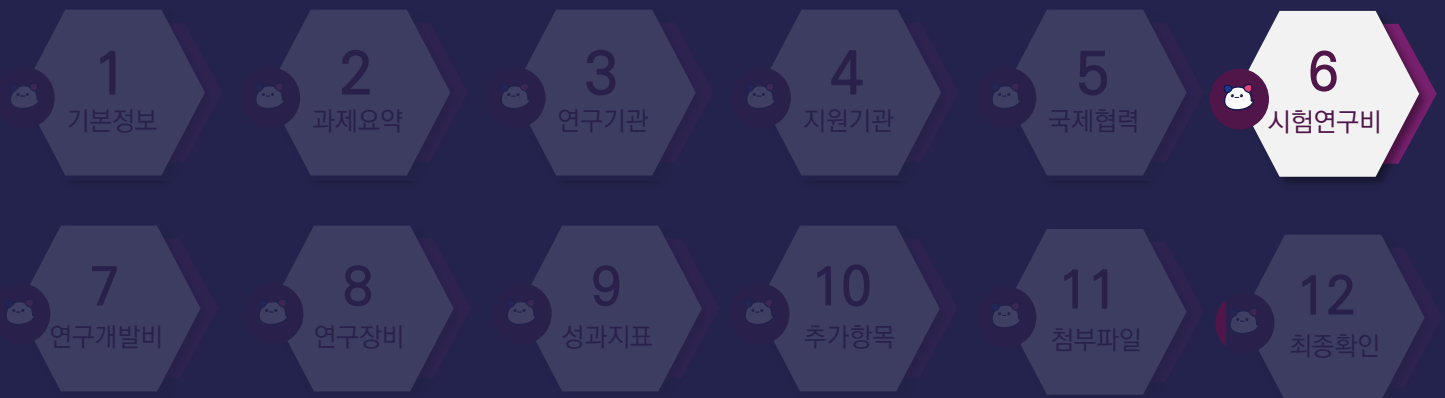 1
기본정보
2
과제요약
3
연구기관
4
지원기관
5
국제협력
6
시험연구비
7
연구개발비
8
연구장비
9
성과지표
10
추가항목
11
첨부파일
12
최종확인